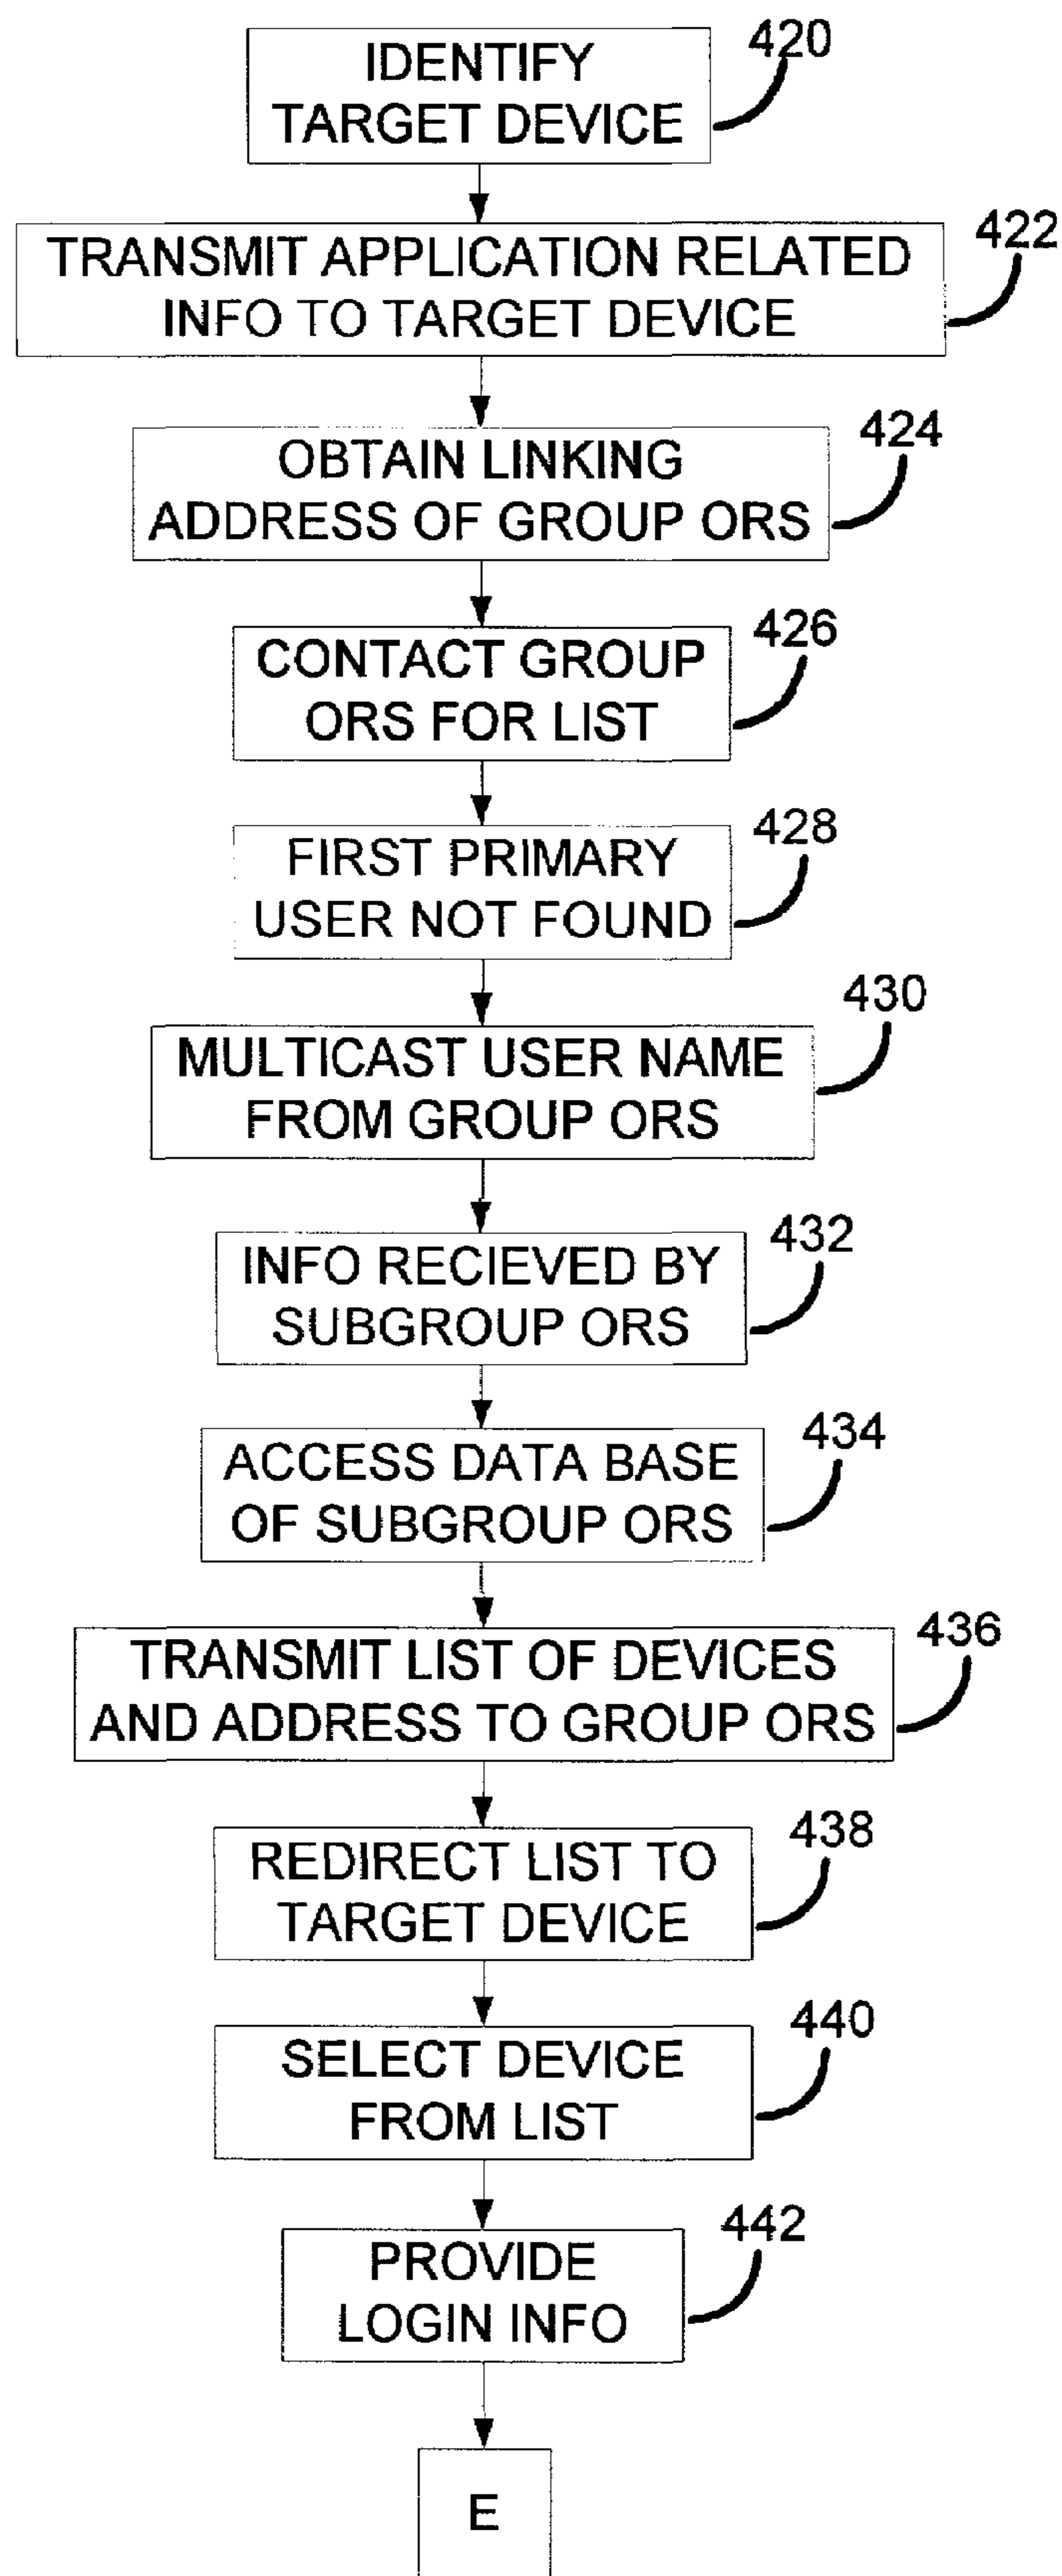 IDENTIFY
TARGET DEVICE
420
TRANSMIT APPLICATION RELATED
INFO TO TARGET DEVICE
422
OBTAIN LINKING
ADDRESS OF GROUP ORS
424
CONTACT GROUP
ORS FOR LIST
426
FIRST PRIMARY
USER NOT FOUND
428
MULTICAST USER NAME
FROM GROUP ORS
430
INFO RECIEVED BY
SUBGROUP ORS
432
ACCESS DATA BASE
OF SUBGROUP ORS
434
TRANSMIT LIST OF DEVICES
AND ADDRESS TO GROUP ORS
436
REDIRECT LIST TO
TARGET DEVICE
438
SELECT DEVICE
FROM LIST
440
PROVIDE
LOGIN INFO
442
E